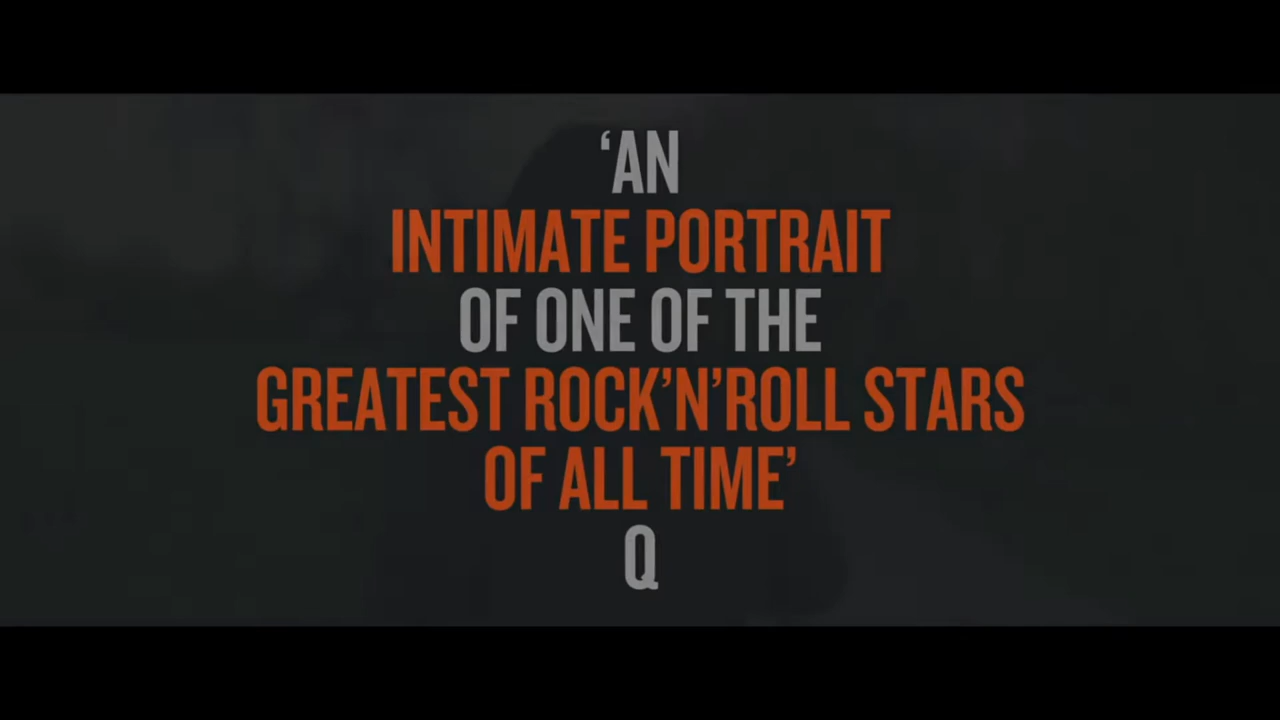 ‘AN
INTIMATE PORTRAIT
OF ONE OF THE
GREATEST ROCK’N’ROLL STARS
OF ALL TIME’
Q